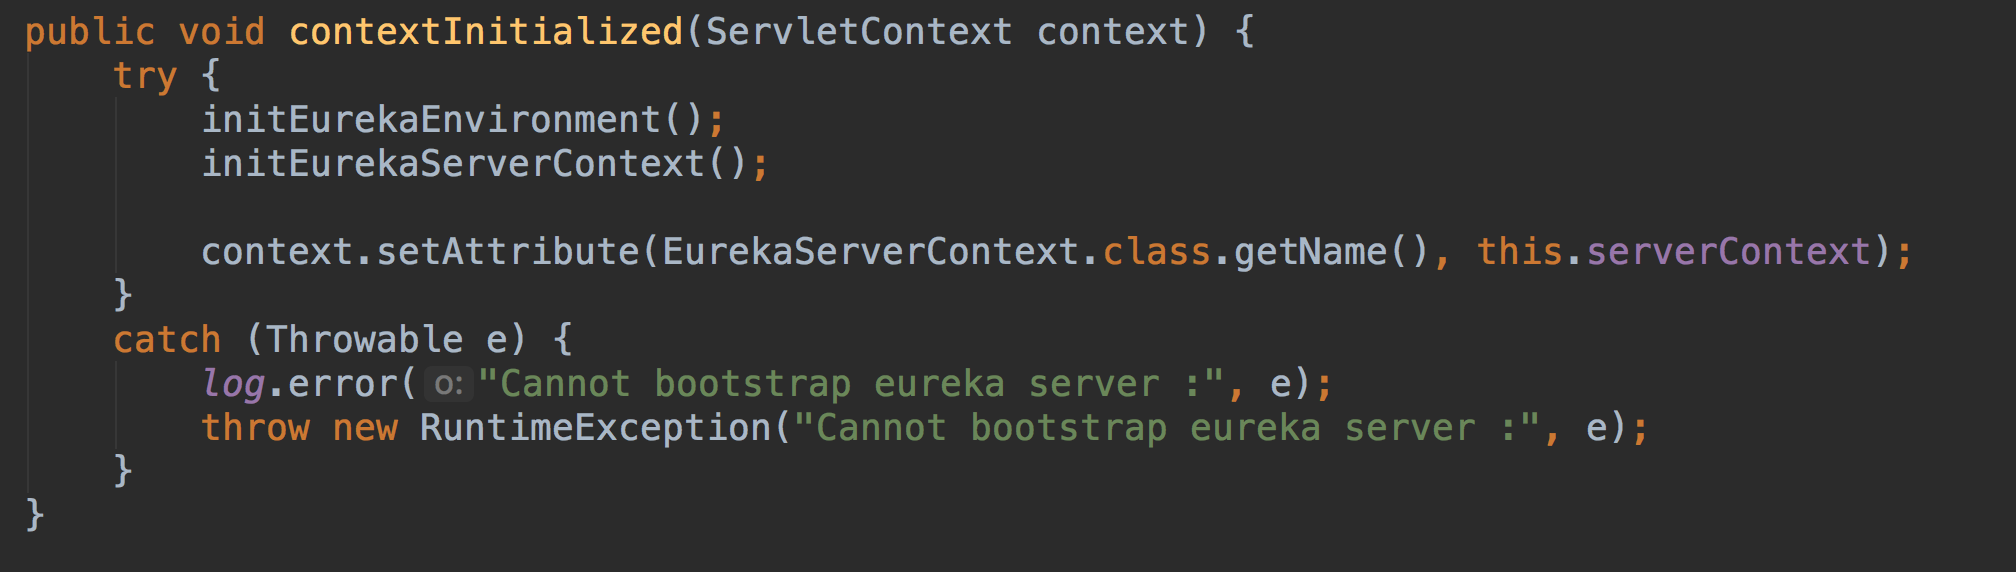 public void contextInitialized(ServletContext context) {
    try {
        initEurekaEnvironment();
        initEurekaServerContext();

        context.setAttribute(EurekaServerContext.class.getName(), this.serverContext);
    }
    catch (Throwable e) {
        log.error( o: "Cannot bootstrap eureka server :", e);
        throw new RuntimeException("Cannot bootstrap eureka server :", e);
    }
}